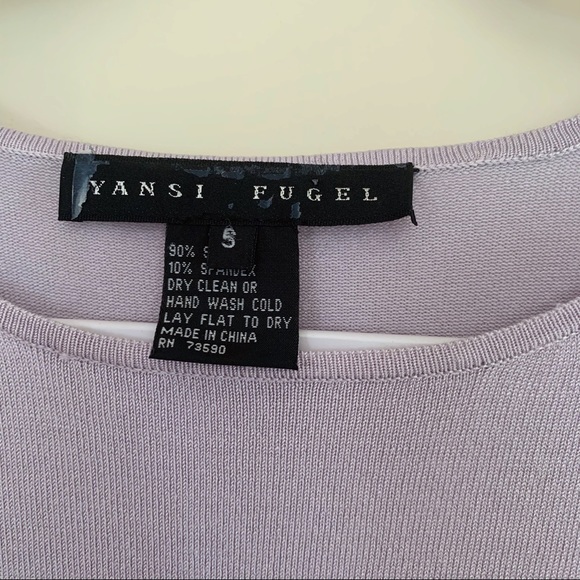 YANSI FUGEL
S
90% S
10% SPANDEX
DRY CLEAN OR
HAND WASH COLD
LAY FLAT TO DRY
MADE IN CHINA
RN 73590